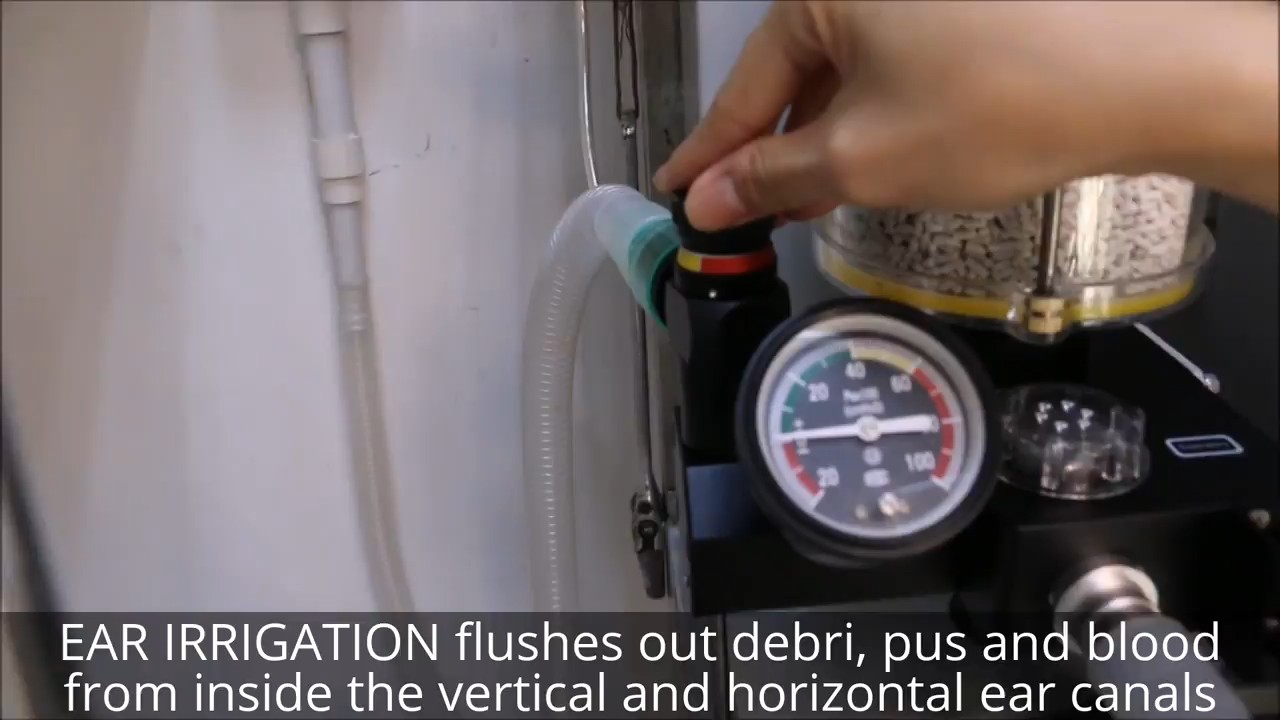 40
20
60
100
20
EAR IRRIGATION flushes out debri, pus and blood
from inside the vertical and horizontal ear canals